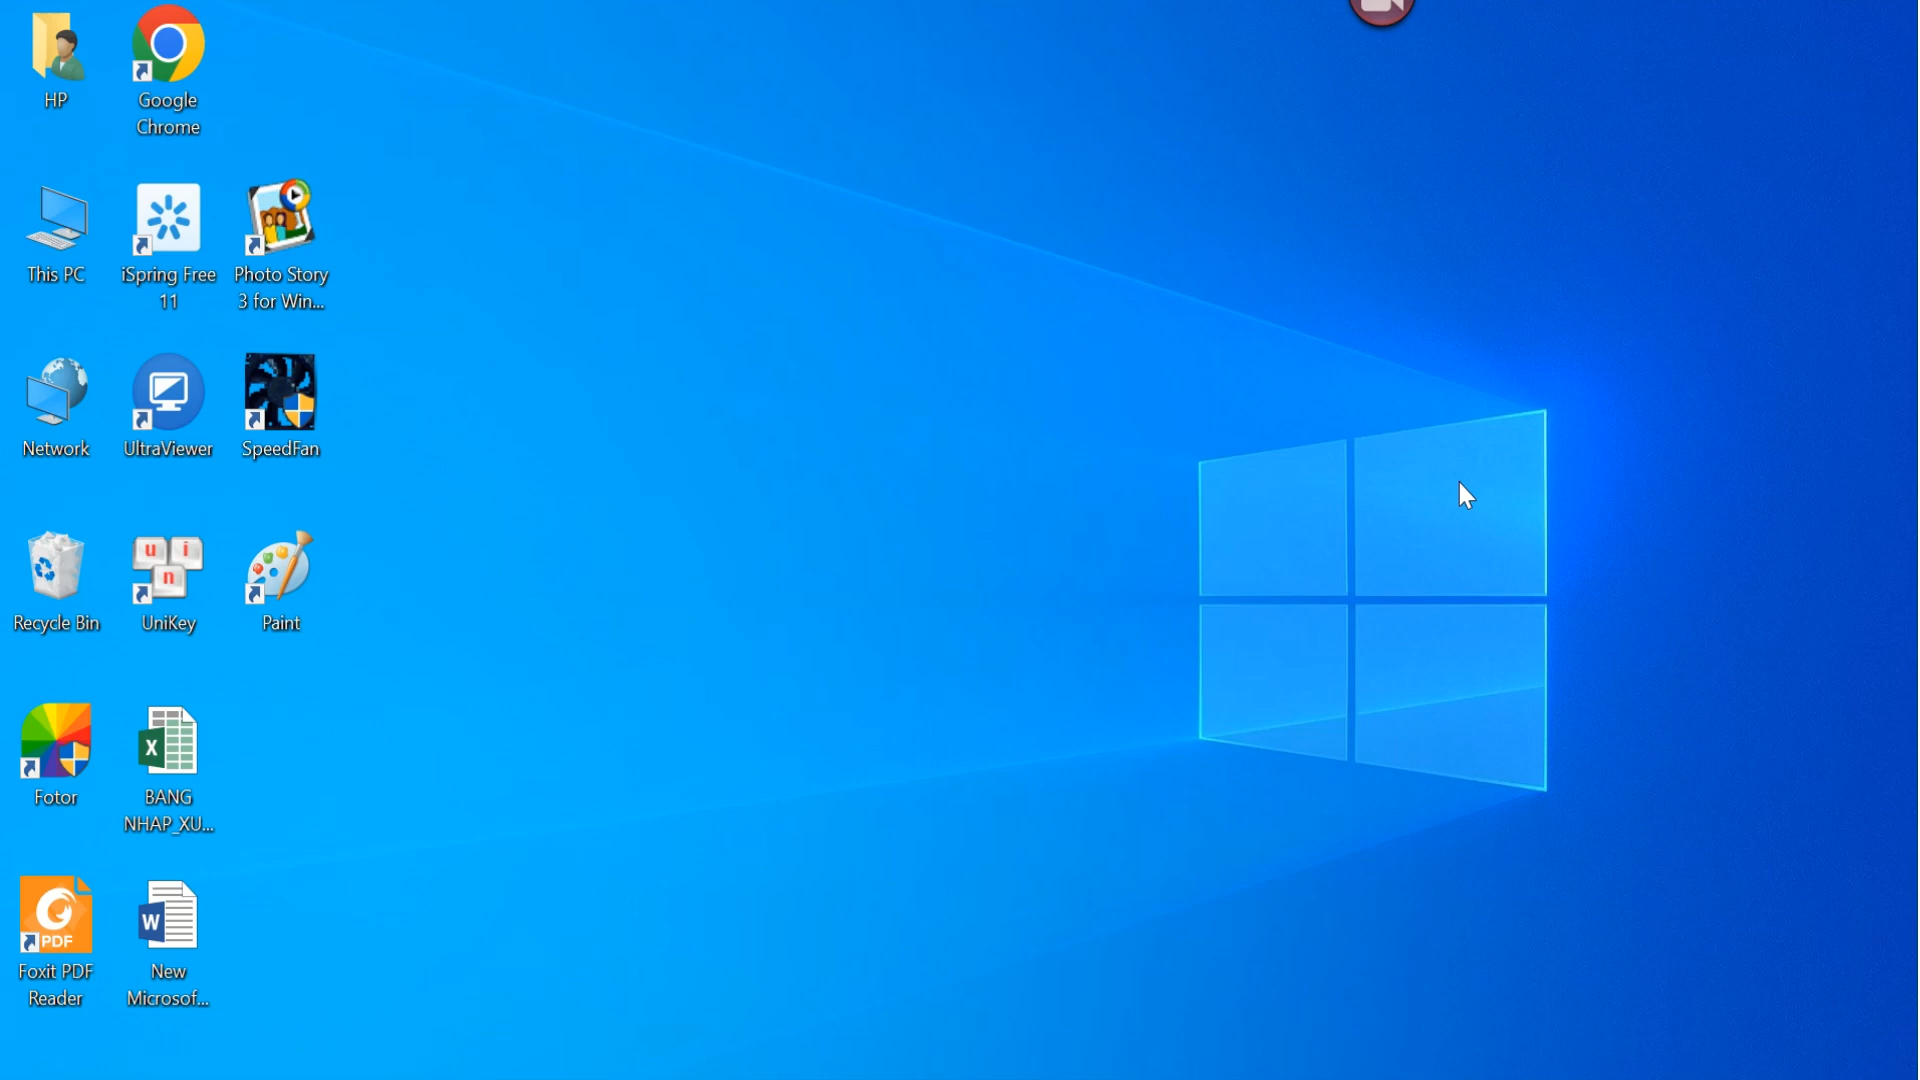 HP
Google
Chrome
This PC
iSpring Free
11
Photo Story
3 for Win...
Network
UltraViewer
SpeedFan
u i
n
Recycle Bin
UniKey
Paint
Fotor
X
BANG
NHAP_XU...
PDF
W
Foxit PDF
Reader
New
Microsof...